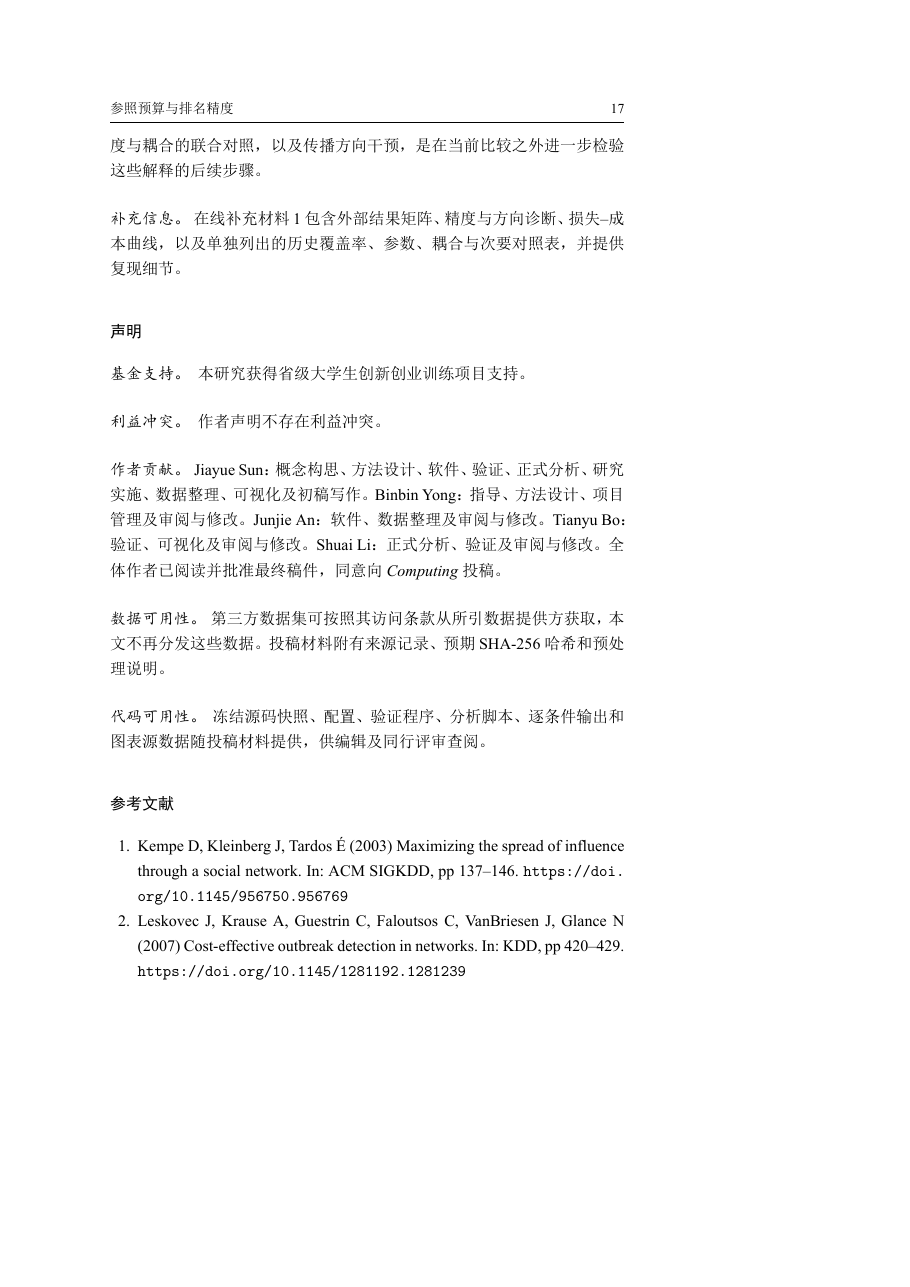 参照预算与排名精度 17
度与耦合的联合对照，以及传播方向干预，是在当前比较之外进一步检验
这些解释的后续步骤。
补充信息。 在线补充材料 1 包含外部结果矩阵、精度与方向诊断、损失–成
本曲线，以及单独列出的历史覆盖率、参数、耦合与次要对照表，并提供
复现细节。
声明
基金支持。 本研究获得省级大学生创新创业训练项目支持。
利益冲突。 作者声明不存在利益冲突。
作者贡献。 Jiayue Sun：概念构思、方法设计、软件、验证、正式分析、研究
实施、数据整理、可视化及初稿写作。Binbin Yong：指导、方法设计、项目
管理及审阅与修改。Junjie An：软件、数据整理及审阅与修改。Tianyu Bo：
验证、可视化及审阅与修改。Shuai Li：正式分析、验证及审阅与修改。全
体作者已阅读并批准最终稿件，同意向 Computing 投稿。
数据可用性。 第三方数据集可按照其访问条款从所引数据提供方获取，本
文不再分发这些数据。投稿材料附有来源记录、预期 SHA-256 哈希和预处
理说明。
代码可用性。 冻结源码快照、配置、验证程序、分析脚本、逐条件输出和
图表源数据随投稿材料提供，供编辑及同行评审查阅。
参考文献
1. Kempe D, Kleinberg J, Tardos É (2003) Maximizing the spread of influence
through a social network. In: ACM SIGKDD, pp 137–146. https://doi.
org/10.1145/956750.956769
2. Leskovec J, Krause A, Guestrin C, Faloutsos C, VanBriesen J, Glance N
(2007) Cost-effective outbreak detection in networks. In: KDD, pp 420–429.
https://doi.org/10.1145/1281192.1281239